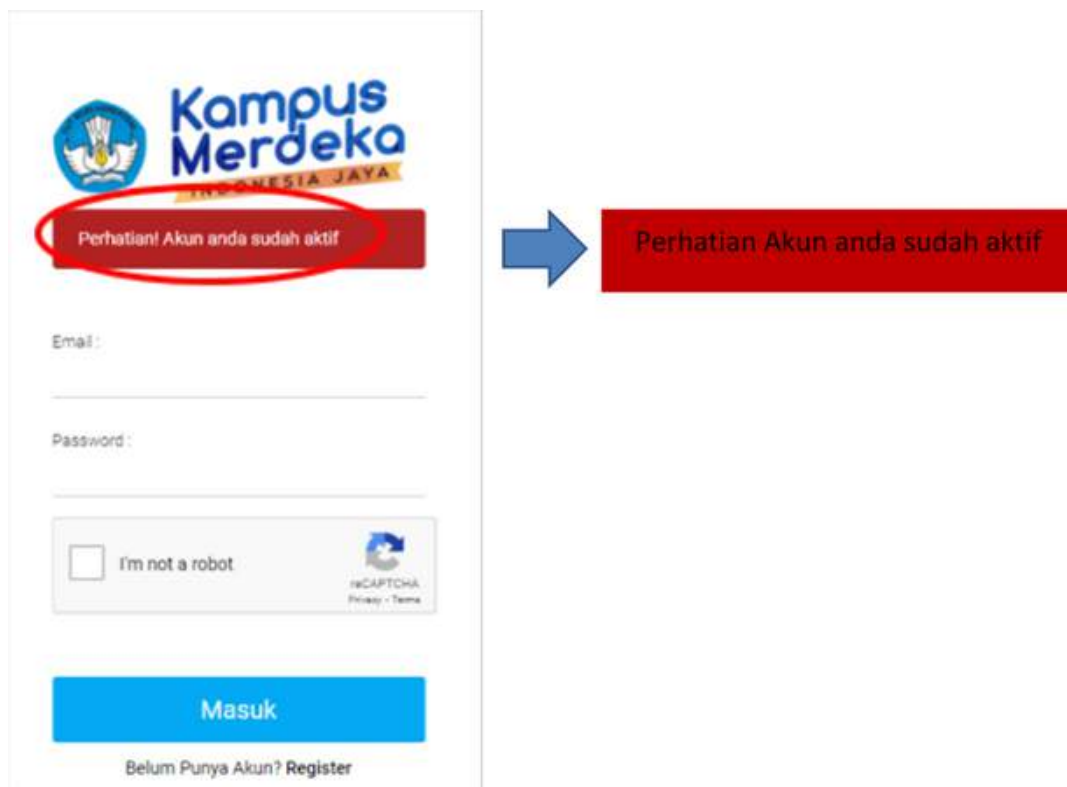 Kampus
Merdeka
INDONESIA JAYA
Perhatian! Akun anda sudah aktif
Perhatian Akun anda sudah aktif
Email :
Password :
I'm not a robot
reCAPTCHA
Privacy - Terms
Masuk
Belum Punya Akun? Register